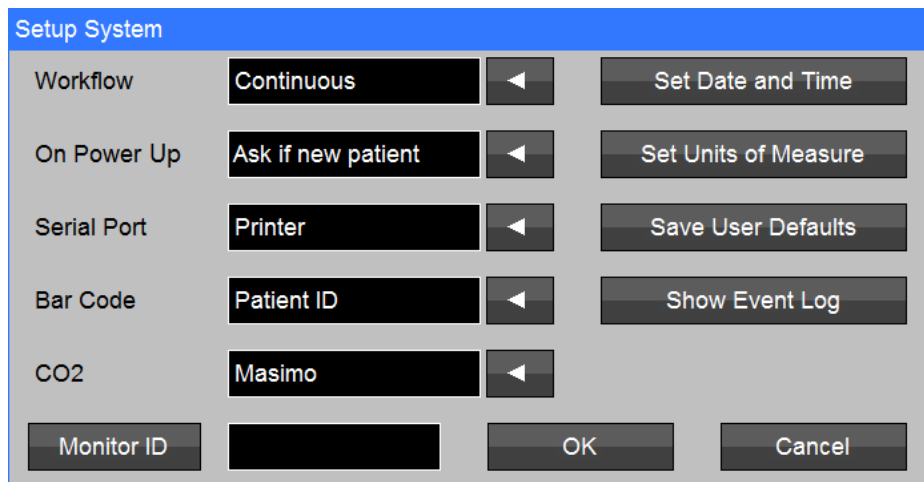 Setup System
Workflow Continuous Set Date and Time
On Power Up Ask if new patient Set Units of Measure
Serial Port Printer Save User Defaults
Bar Code Patient ID Show Event Log
CO2 Masimo
Monitor ID OK Cancel